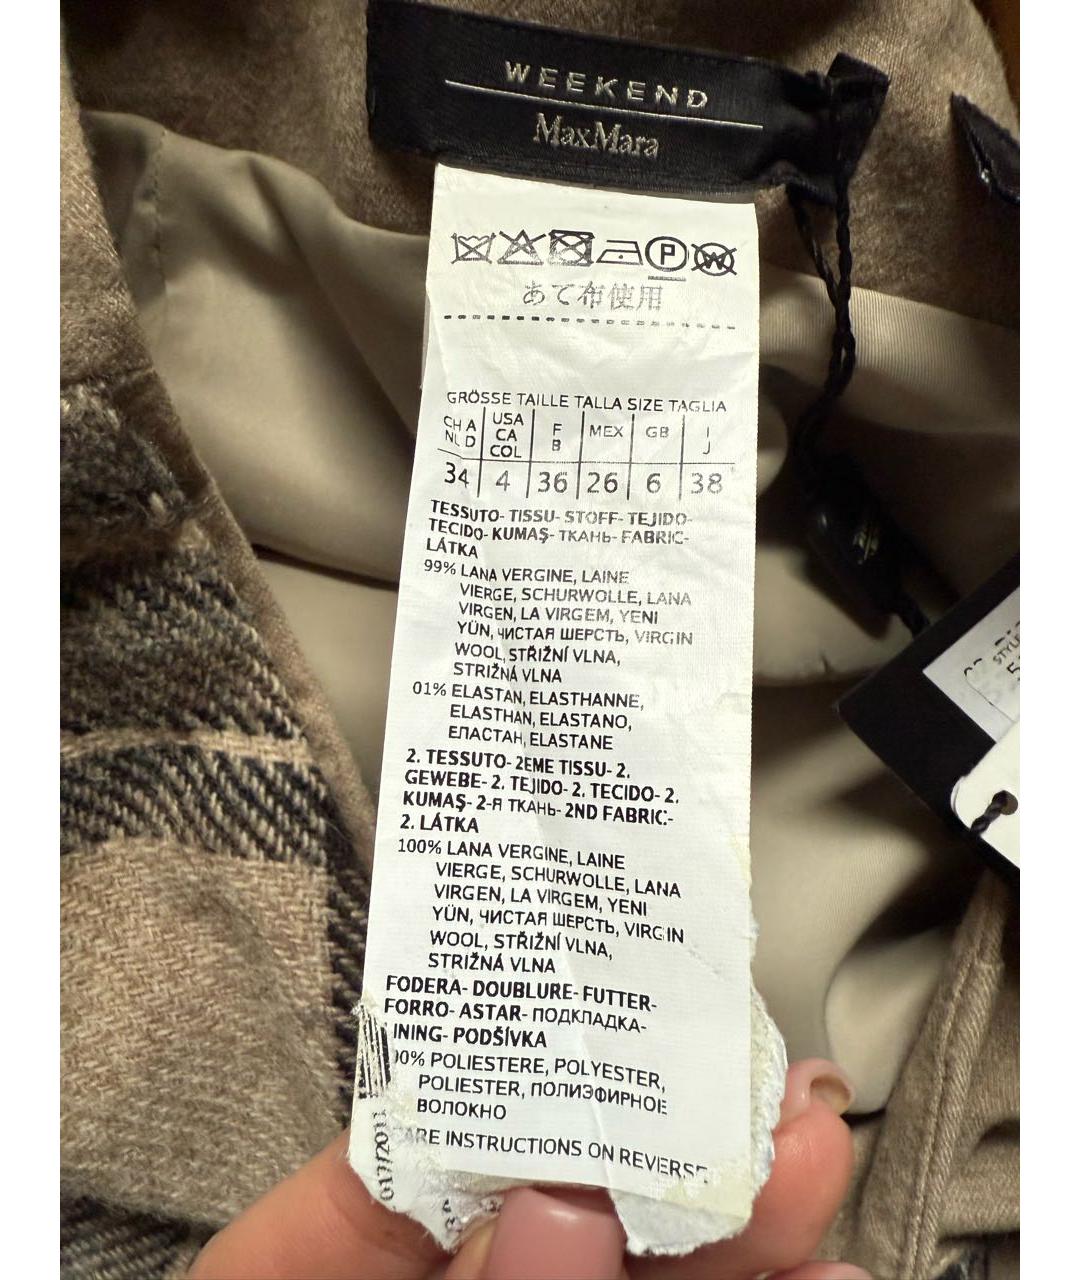 WEEKEND
MaxMara
P
W
あて布使用
GRÖSSE TAILLE TALLA SIZE TAGLIA
CH A NL D USA CA COL F B MEX GB I J
34 4 36 26 6 38
TESSUTO- TISSU- STOFF- TEJIDO-
TECIDO- KUMAŞ- ТКАНЬ- FABRIC-
LÁTKA
99% LANA VERGINE, LAINE
VIERGE, SCHURWOLLE, LANA
VIRGEN, LA VIRGEM, YENI
YÜN, ЧИСТАЯ ШЕРСТЬ, VIRGIN
WOOL, STŘIŽNÍ VLNA,
STRIŽNÁ VLNA
01% ELASTAN, ELASTHANNE,
ELASTHAN, ELASTANO,
ЕЛАСТАН, ELASTANE
2. TESSUTO- 2EME TISSU- 2.
GEWEBE- 2. TEJIDO- 2. TECIDO- 2.
KUMAŞ- 2-Я ТКАНЬ- 2ND FABRIC-
2. LÁTKA
100% LANA VERGINE, LAINE
VIERGE, SCHURWOLLE, LANA
VIRGEN, LA VIRGEM, YENI
YÜN, ЧИСТАЯ ШЕРСТЬ, VIRGIN
WOOL, STŘIŽNÍ VLNA,
STRIŽNÁ VLNA
FODERA- DOUBLURE- FUTTER-
FORRO- ASTAR- ПОДКЛАДКА-
INING- PODŠÍVKA
00% POLIESTERE, POLYESTER,
POLIESTER, ПОЛИЭФИРНОЕ
ВОЛОКНО
CARE INSTRUCTIONS ON REVERSE
STYLE